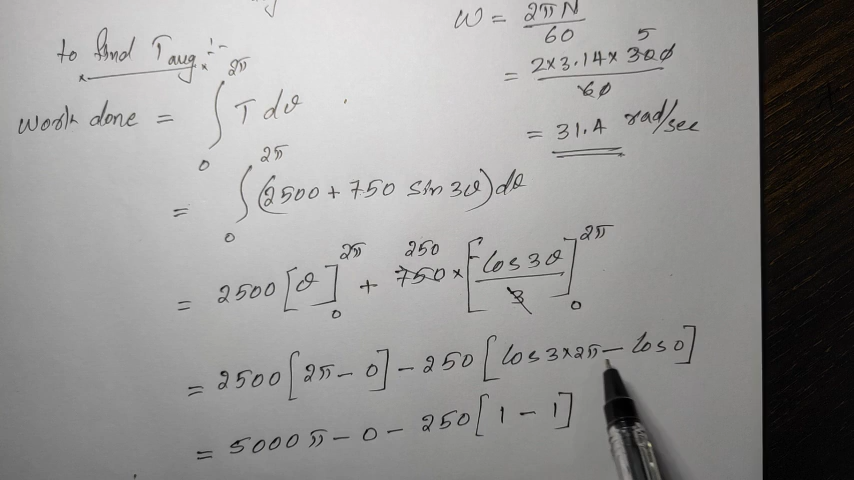 to find Tavg:-
Work done = ∫₀^2π T dθ
= ∫₀^2π (2500 + 750 sin 3θ) dθ
= 2500 [θ]₀^2π + 750 250 × [-cos 3θ / 3]₀^2π
= 2500 [2π - 0] - 250 [cos 3×2π - cos 0]
= 5000π - 0 - 250 [1 - 1]
ω = 2πN / 60
= 2×3.14×300 5 / 60
= 31.4 rad/sec